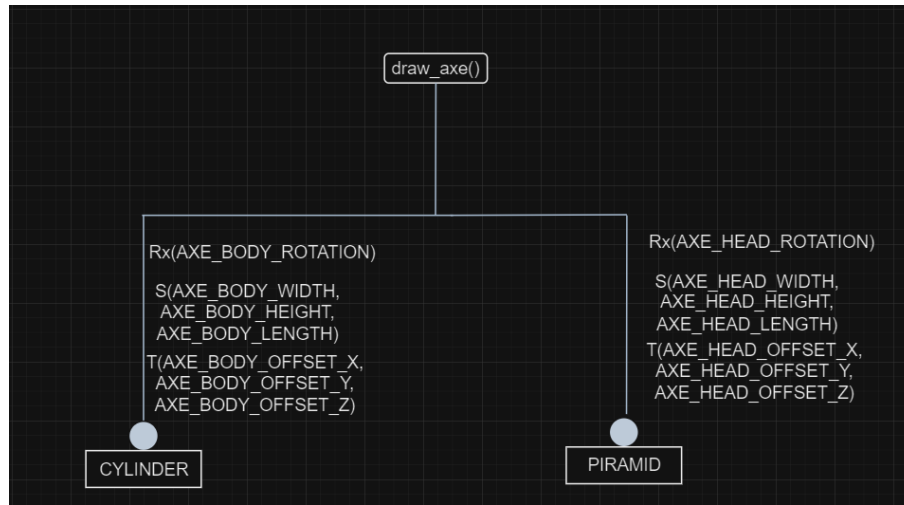 draw_axe()
Rx(AXE_BODY_ROTATION)
S(AXE_BODY_WIDTH,
AXE_BODY_HEIGHT,
AXE_BODY_LENGTH)
T(AXE_BODY_OFFSET_X,
AXE_BODY_OFFSET_Y,
AXE_BODY_OFFSET_Z)
CYLINDER
Rx(AXE_HEAD_ROTATION)
S(AXE_HEAD_WIDTH,
AXE_HEAD_HEIGHT,
AXE_HEAD_LENGTH)
T(AXE_HEAD_OFFSET_X,
AXE_HEAD_OFFSET_Y,
AXE_HEAD_OFFSET_Z)
PIRAMID